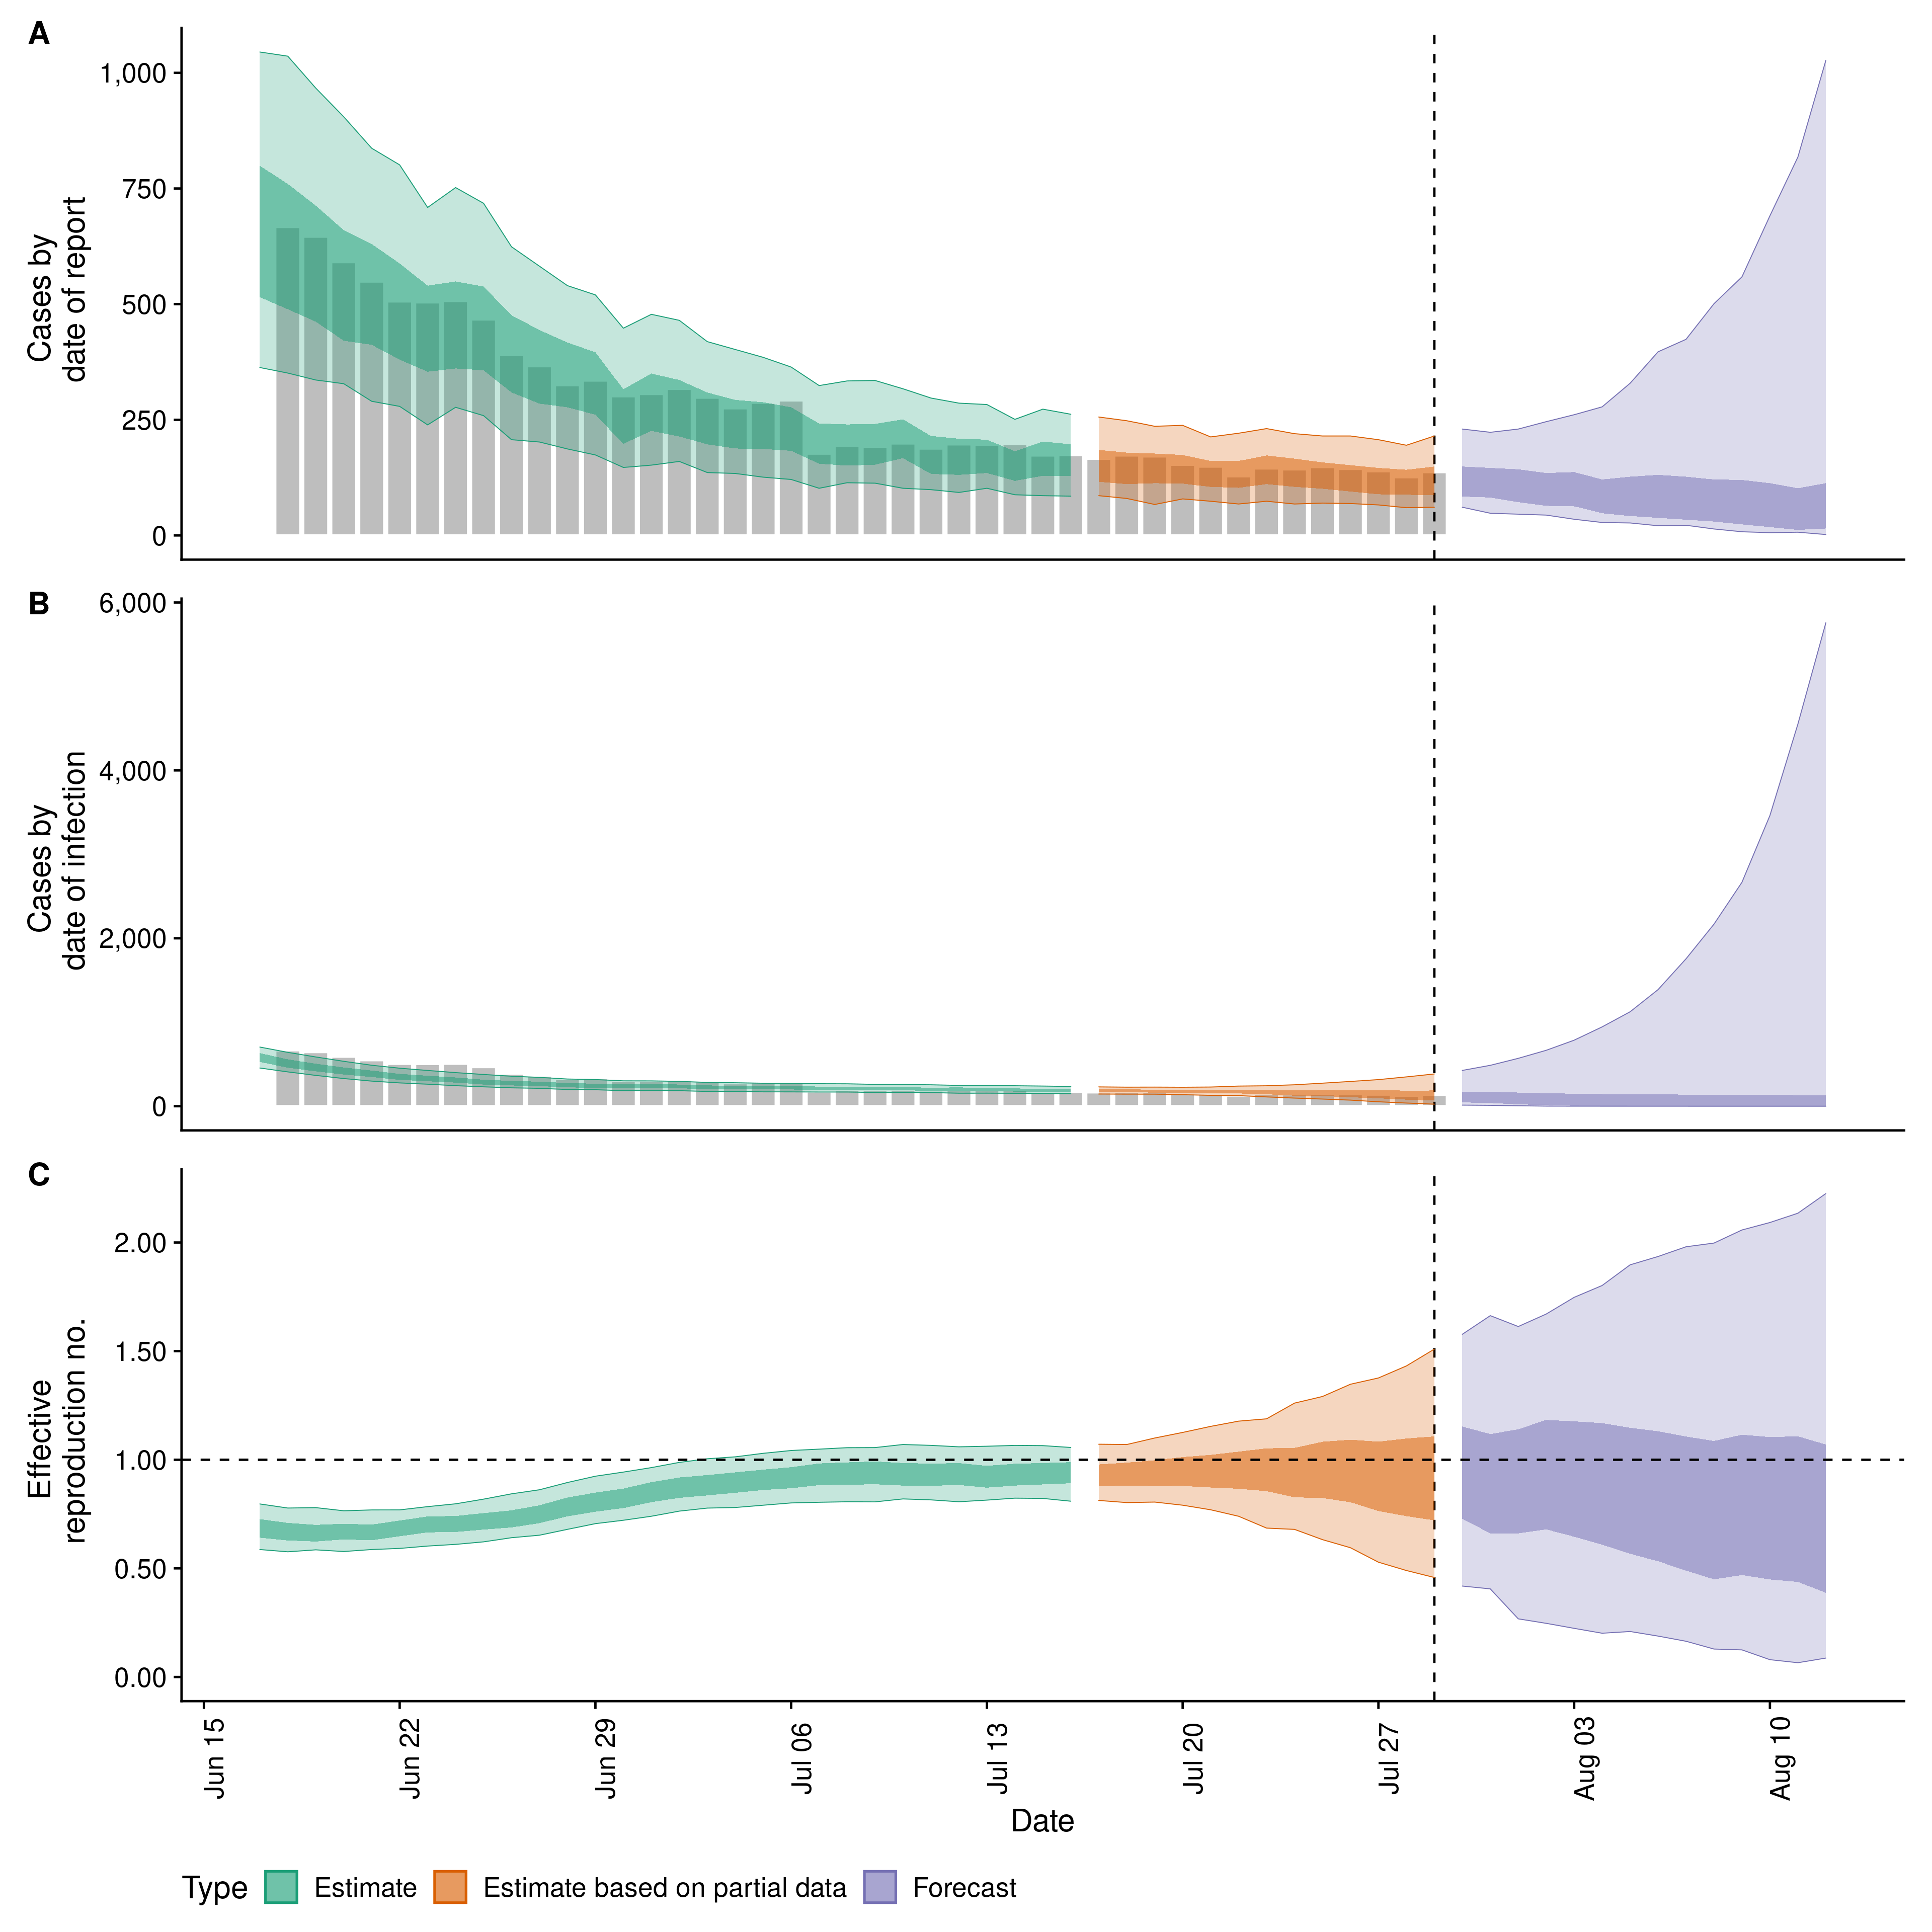 A
Cases by
date of report
1,000
750
500
250
0
B
Cases by
date of infection
6,000
4,000
2,000
0
C
Effective
reproduction no.
2.00
1.50
1.00
0.50
0.00
Jun 15
Jun 22
Jun 29
Jul 06
Jul 13
Jul 20
Jul 27
Aug 03
Aug 10
Date
Type
Estimate
Estimate based on partial data
Forecast